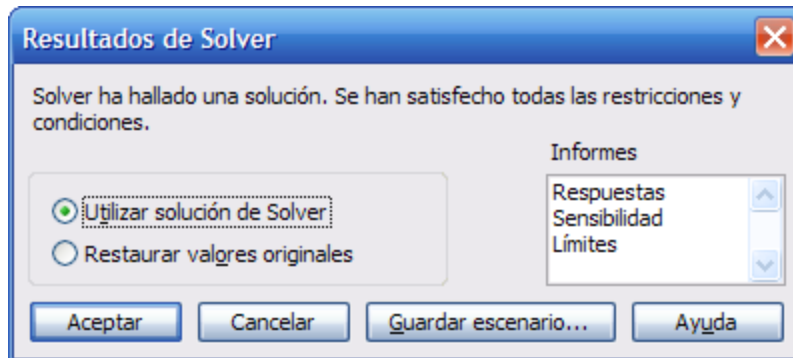 Resultados de Solver
Solver ha hallado una solución. Se han satisfecho todas las restricciones y
condiciones.
Informes
Utilizar solución de Solver
Restaurar valores originales
Respuestas
Sensibilidad
Límites
Aceptar
Cancelar
Guardar escenario...
Ayuda